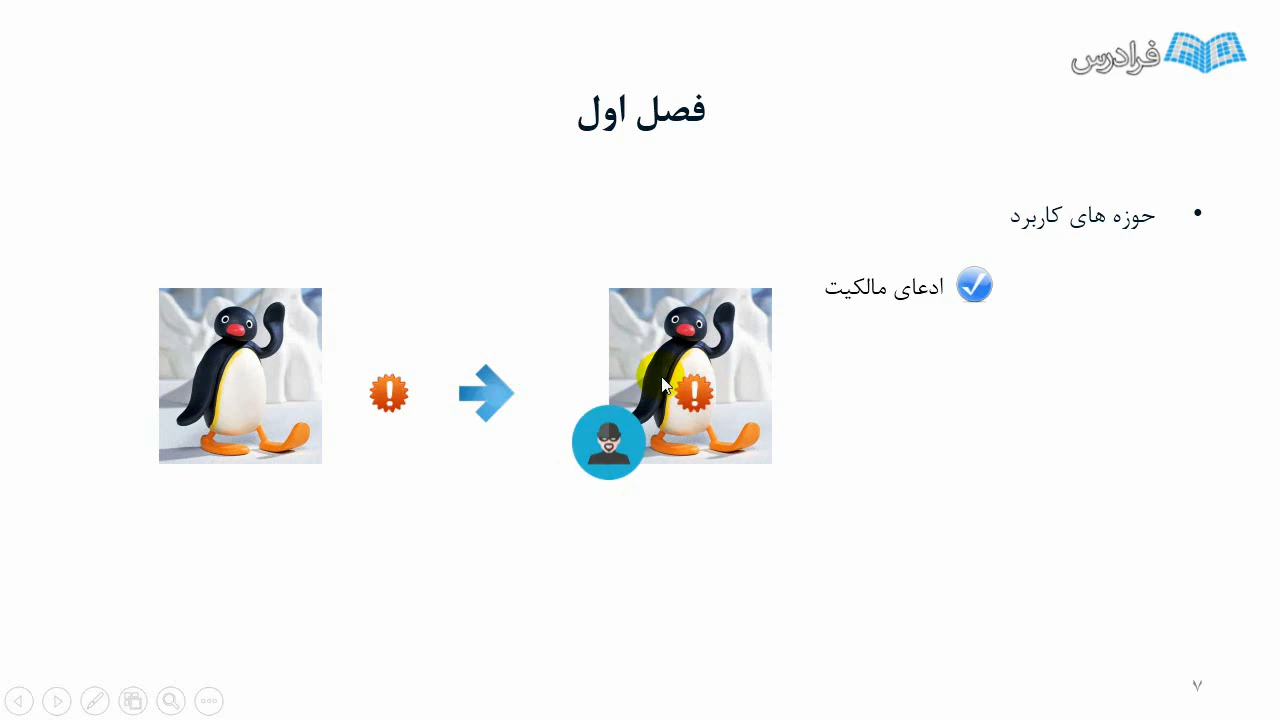 فرادرس
فصل اول
• حوزه های کاربرد
ادعای مالکیت
۷